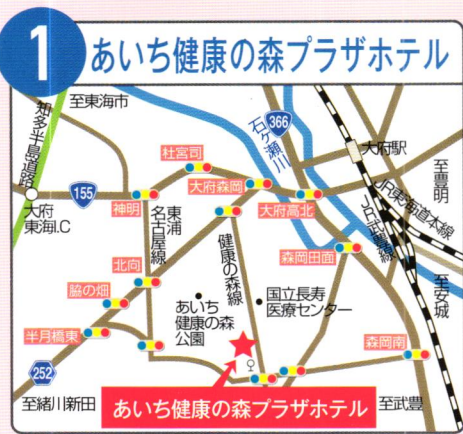 1
あいち健康の森プラザホテル
至東海市
知多半島道路
366
石ヶ瀬川
杜宮司
大府駅
至豊明
155
大府森岡
JR東海道本線
大府
東海I.C
神明
東浦
名古屋線
大府高北
JR武豊線
森岡田面
健康の森線
北向
脇の畑
あいち
健康の森
公園
国立長寿
医療センター
至安城
半月橋東
森岡南
252
至緒川新田
あいち健康の森プラザホテル
至武豊